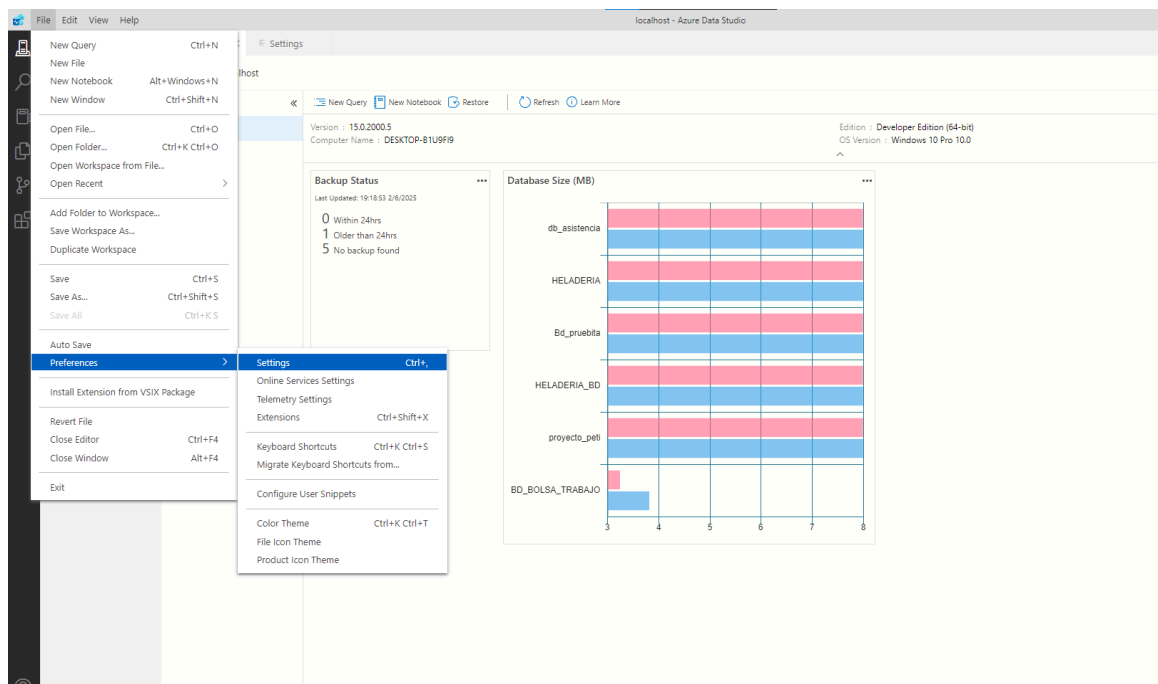 File Edit View Help
localhost - Azure Data Studio
New Query Ctrl+N
New File
New Notebook Alt+Windows+N
New Window Ctrl+Shift+N
Open File... Ctrl+O
Open Folder... Ctrl+K Ctrl+O
Open Workspace from File...
Open Recent
Add Folder to Workspace...
Save Workspace As...
Duplicate Workspace
Save Ctrl+S
Save As... Ctrl+Shift+S
Save All Ctrl+K S
Auto Save
Preferences
Install Extension from VSIX Package
Revert File
Close Editor Ctrl+F4
Close Window Alt+F4
Exit
Settings Ctrl+,
Online Services Settings
Telemetry Settings
Extensions Ctrl+Shift+X
Keyboard Shortcuts Ctrl+K Ctrl+S
Migrate Keyboard Shortcuts from...
Configure User Snippets
Color Theme Ctrl+K Ctrl+T
File Icon Theme
Product Icon Theme
Settings
lhost
New Query New Notebook Restore Refresh Learn More
Version : 15.0.2000.5
Computer Name : DESKTOP-B1U9FI9
Edition : Developer Edition (64-bit)
OS Version : Windows 10 Pro 10.0
Backup Status
Last Updated: 19:18:53 2/6/2025
0 Within 24hrs
1 Older than 24hrs
5 No backup found
Database Size (MB)
db_asistencia
HELADERIA
Bd_pruebita
HELADERIA_BD
proyecto_peti
BD_BOLSA_TRABAJO
3 4 5 6 7 8